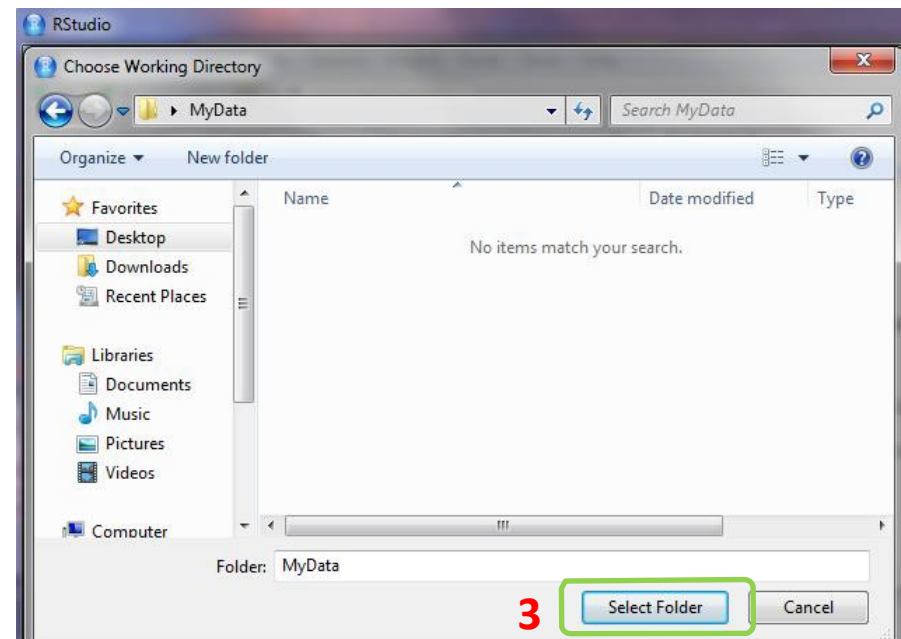 RStudio
Choose Working Directory
MyData
Search MyData
Organize
New folder
Name
Date modified
Type
Favorites
Desktop
Downloads
Recent Places
Libraries
Documents
Music
Pictures
Videos
Computer
No items match your search.
Folder: MyData
3
Select Folder
Cancel